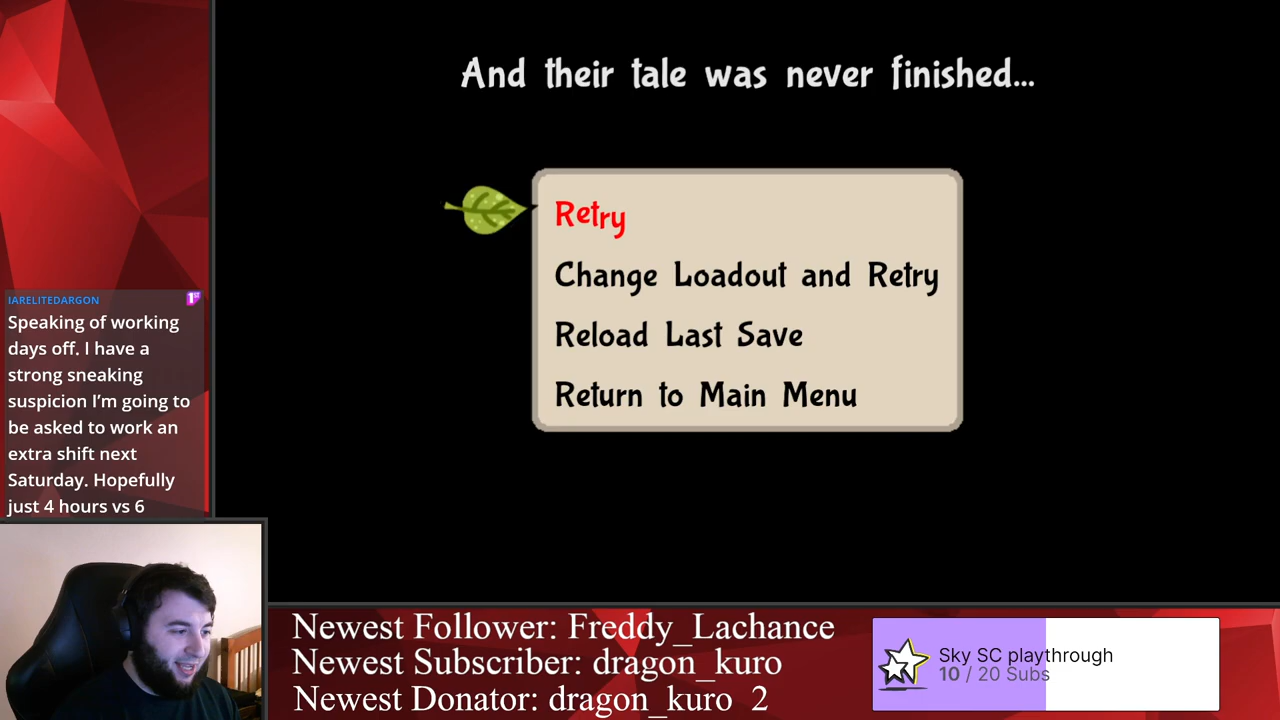 And their tale was never finished...
Retry
Change Loadout and Retry
Reload Last Save
Return to Main Menu
IARELITEDARGON
1ST
Speaking of working
days off. I have a
strong sneaking
suspicion I'm going to
be asked to work an
extra shift next
Saturday. Hopefully
just 4 hours vs 6
Newest Follower: Freddy_Lachance
Newest Subscriber: dragon_kuro
Newest Donator: dragon_kuro 2
Sky SC playthrough
10 / 20 Subs